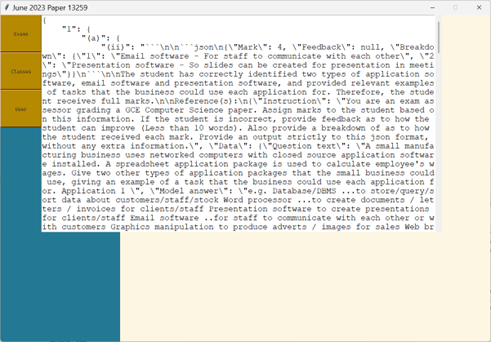 June 2023 Paper 13259
Exams
Classes
User
{
"1": {
"(a)": {
"(ii)": "```\n\n```json\n{\"Mark\": 4, \"Feedback\": null, \"Breakdo
wn\": {\"1\": \"Email software - For staff to communicate with each other\", \"2
\": \"Presentation software - So slides can be created for presentation in meeti
ngs\"}}\n```\n\nThe student has correctly identified two types of application so
ftware, email software and presentation software, and provided relevant examples
of tasks that the business could use each application for. Therefore, the stude
nt received full marks.\n\nReference(s):\n(\"Instruction\": \"You are an exam as
sessor grading a GCE Computer Science paper. Assign marks to the student based o
n this information. If the student is incorrect, provide feedback as to how the
student can improve (Less than 10 words). Also provide a breakdown of as to how
the student received each mark. Provide an output strictly to this json format,
without any extra information.\", \"Data\": {\"Question text\": \"A small manufa
cturing business uses networked computers with closed source application softwar
e installed. A spreadsheet application package is used to calculate employee's w
ages. Give two other types of application packages that the small business could
use, giving an example of a task that the business could use each application f
or. Application 1 \", \"Model answer\": \"e.g. Database/DBMS ...to store/query/s
ort data about customers/staff/stock Word processor ...to create documents / let
ters / invoices for clients/staff Presentation software to create presentations
for clients/staff Email software ..for staff to communicate with each other or w
ith customers Graphics manipulation to produce adverts / images for sales Web br